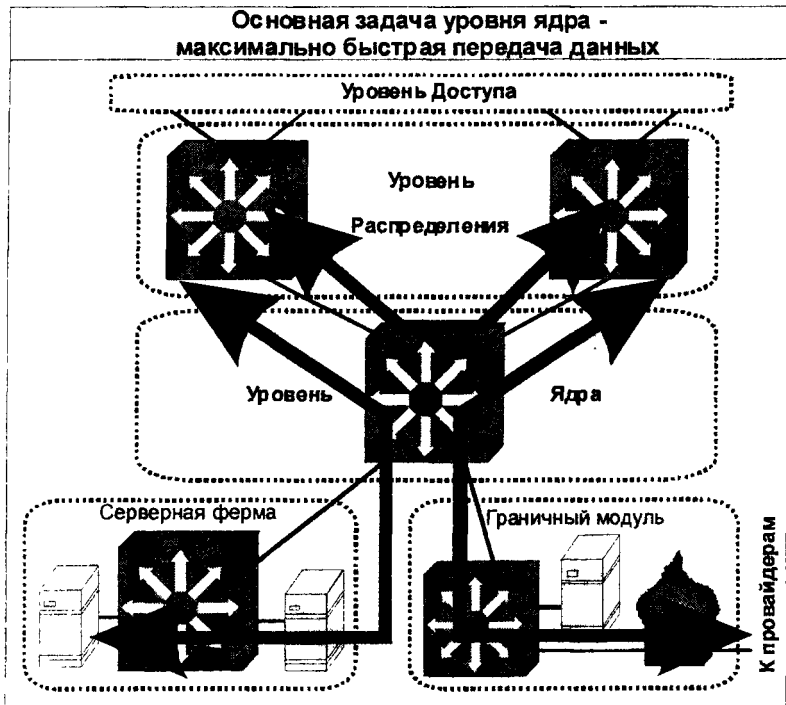 Основная задача уровня ядра -
максимально быстрая передача данных
Уровень Доступа
Уровень
Распределения
Уровень Ядра
Серверная ферма
Граничный модуль
К провайдерам